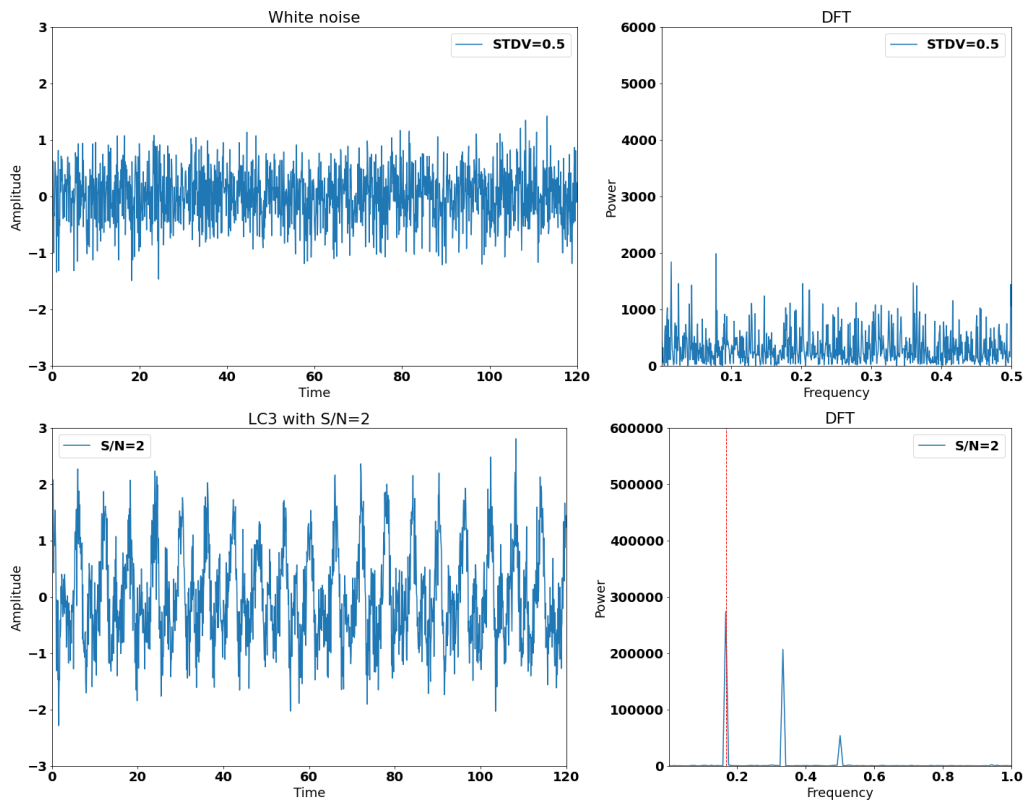 White noise
STDV=0.5
3
2
1
0
−1
−2
−3
Amplitude
0 20 40 60 80 100 120
Time
DFT
STDV=0.5
6000
5000
4000
3000
2000
1000
0
Power
0.1 0.2 0.3 0.4 0.5
Frequency
LC3 with S/N=2
S/N=2
3
2
1
0
−1
−2
−3
Amplitude
0 20 40 60 80 100 120
Time
DFT
S/N=2
600000
500000
400000
300000
200000
100000
0
Power
0.2 0.4 0.6 0.8 1.0
Frequency